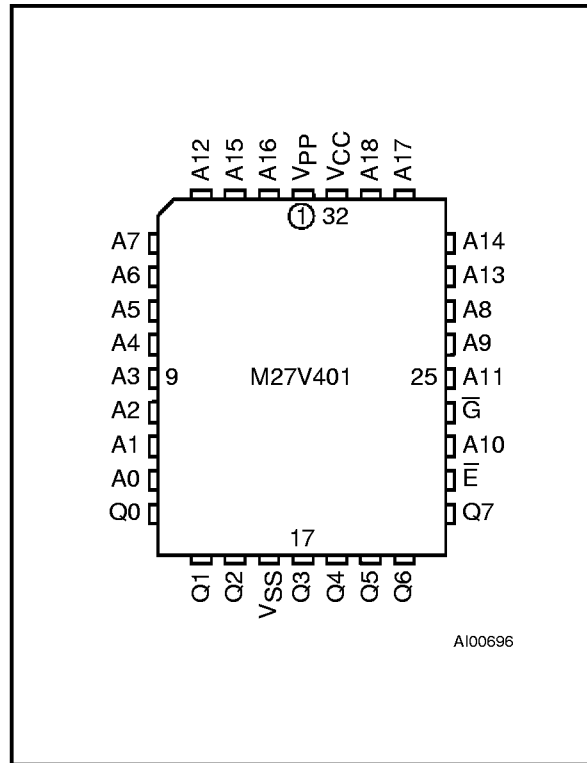 A12 A15 A16 VPP VCC A18 A17
1 32
A7 A14
A6 A13
A5 A8
A4 A9
A3 9 M27V401 25 A11
A2 G̅
A1 A10
A0 E̅
Q0 Q7
17
Q1 Q2 VSS Q3 Q4 Q5 Q6
AI00696